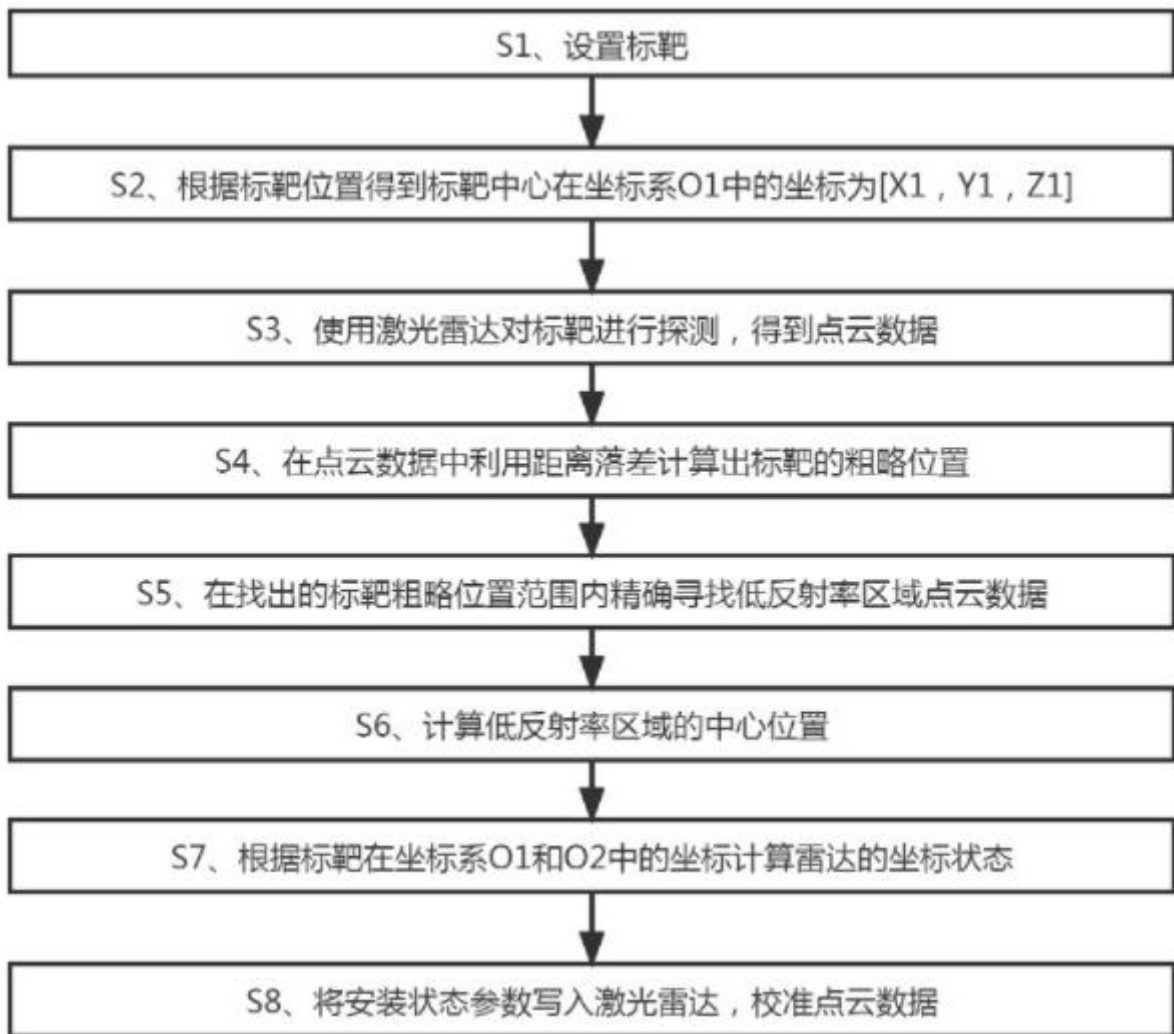 S1、设置标靶
S2、根据标靶位置得到标靶中心在坐标系O1中的坐标为[X1，Y1，Z1]
S3、使用激光雷达对标靶进行探测，得到点云数据
S4、在点云数据中利用距离落差计算出标靶的粗略位置
S5、在找出的标靶粗略位置范围内精确寻找低反射率区域点云数据
S6、计算低反射率区域的中心位置
S7、根据标靶在坐标系O1和O2中的坐标计算雷达的坐标状态
S8、将安装状态参数写入激光雷达，校准点云数据